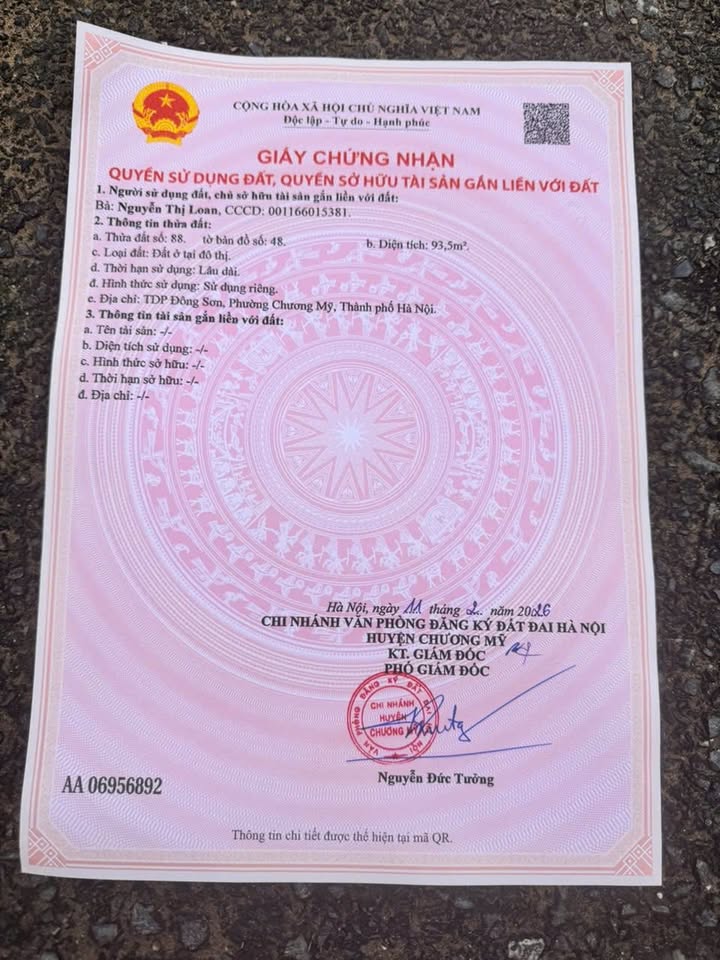 CỘNG HÒA XÃ HỘI CHỦ NGHĨA VIỆT NAM
Độc lập - Tự do - Hạnh phúc
GIẤY CHỨNG NHẬN
QUYỀN SỬ DỤNG ĐẤT, QUYỀN SỞ HỮU TÀI SẢN GẮN LIỀN VỚI ĐẤT
1. Người sử dụng đất, chủ sở hữu tài sản gắn liền với đất:
Bà: Nguyễn Thị Loan, CCCD: 001166015381.
2. Thông tin thửa đất:
a. Thửa đất số: 88. tờ bản đồ số: 48. b. Diện tích: 93,5m².
c. Loại đất: Đất ở tại đô thị.
d. Thời hạn sử dụng: Lâu dài.
đ. Hình thức sử dụng: Sử dụng riêng.
e. Địa chỉ: TDP Đông Sơn, Phường Chương Mỹ, Thành phố Hà Nội.
3. Thông tin tài sản gắn liền với đất:
a. Tên tài sản: -/-
b. Diện tích sử dụng: -/-
c. Hình thức sở hữu: -/-
d. Thời hạn sở hữu: -/-
đ. Địa chỉ: -/-
Hà Nội, ngày 11 tháng 2 năm 2026
CHI NHÁNH VĂN PHÒNG ĐĂNG KÝ ĐẤT ĐAI HÀ NỘI
HUYỆN CHƯƠNG MỸ
KT. GIÁM ĐỐC
PHÓ GIÁM ĐỐC
VĂN PHÒNG ĐĂNG KÝ ĐẤT ĐAI HÀ NỘI
CHI NHÁNH
HUYỆN
CHƯƠNG MỸ
Nguyễn Đức Tưởng
AA 06956892
Thông tin chi tiết được thể hiện tại mã QR.